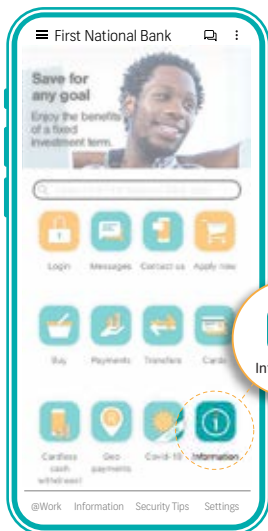 First National Bank
Save for
any goal
Enjoy the benefits
of a fixed
investment term.
Login Messages Contact us Apply now
Buy Payments Transfers Cards
Cardless
cash
withdrawal
Geo
payments
Covid-19
Information
@Work Information Security Tips Settings